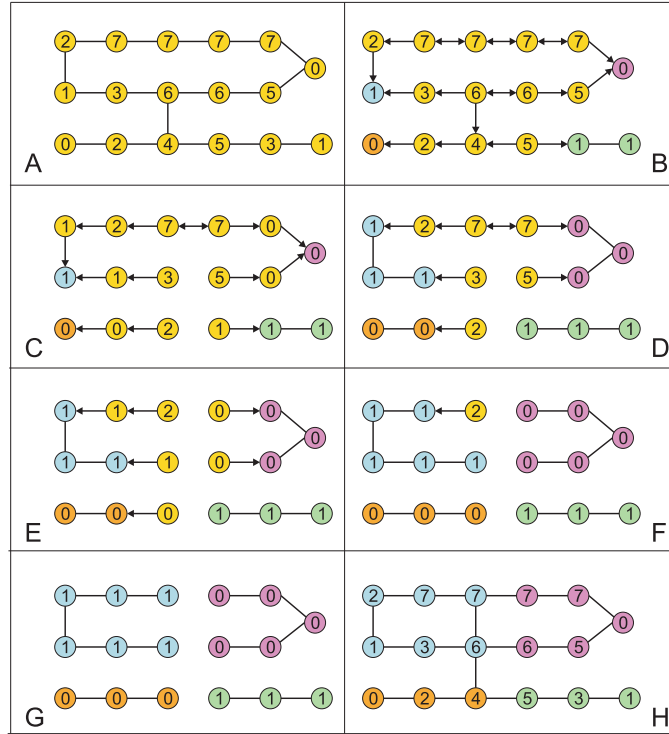 2 7 7 7 7
0
1 3 6 6 5
0 2 4 5 3 1
A
2 7 7 7 7
0
1 3 6 6 5
0 2 4 5 1 1
B
1 2 7 7 0
0
1 1 3 5 0
0 0 2 1 1 1
C
1 2 7 7 0
0
1 1 3 5 0
0 0 2 1 1 1
D
1 1 2 0 0
0
1 1 1 0 0
0 0 0 1 1 1
E
1 1 2 0 0
0
1 1 1 0 0
0 0 0 1 1 1
F
1 1 1 0 0
0
1 1 1 0 0
0 0 0 1 1 1
G
2 7 7 7 7
0
1 3 6 6 5
0 2 4 5 3 1
H